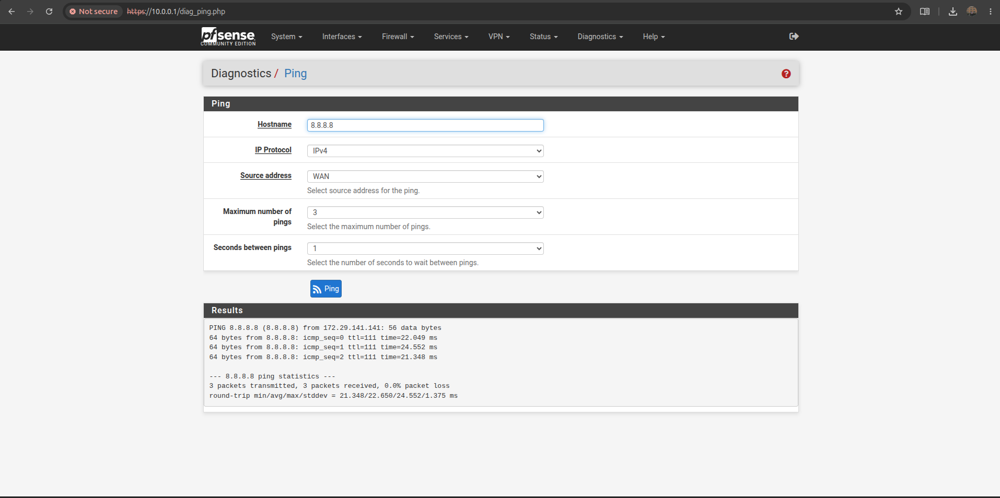 Not secure https://10.0.0.1/diag_ping.php
pfsense
COMMUNITY EDITION
System Interfaces Firewall Services VPN Status Diagnostics Help
Diagnostics / Ping
Ping
Hostname 8.8.8.8
IP Protocol IPv4
Source address WAN
Select source address for the ping.
Maximum number of pings 3
Select the maximum number of pings.
Seconds between pings 1
Select the number of seconds to wait between pings.
Ping
Results
PING 8.8.8.8 (8.8.8.8) from 172.29.141.141: 56 data bytes
64 bytes from 8.8.8.8: icmp_seq=0 ttl=111 time=22.049 ms
64 bytes from 8.8.8.8: icmp_seq=1 ttl=111 time=24.552 ms
64 bytes from 8.8.8.8: icmp_seq=2 ttl=111 time=21.348 ms
--- 8.8.8.8 ping statistics ---
3 packets transmitted, 3 packets received, 0.0% packet loss
round-trip min/avg/max/stddev = 21.348/22.650/24.552/1.375 ms